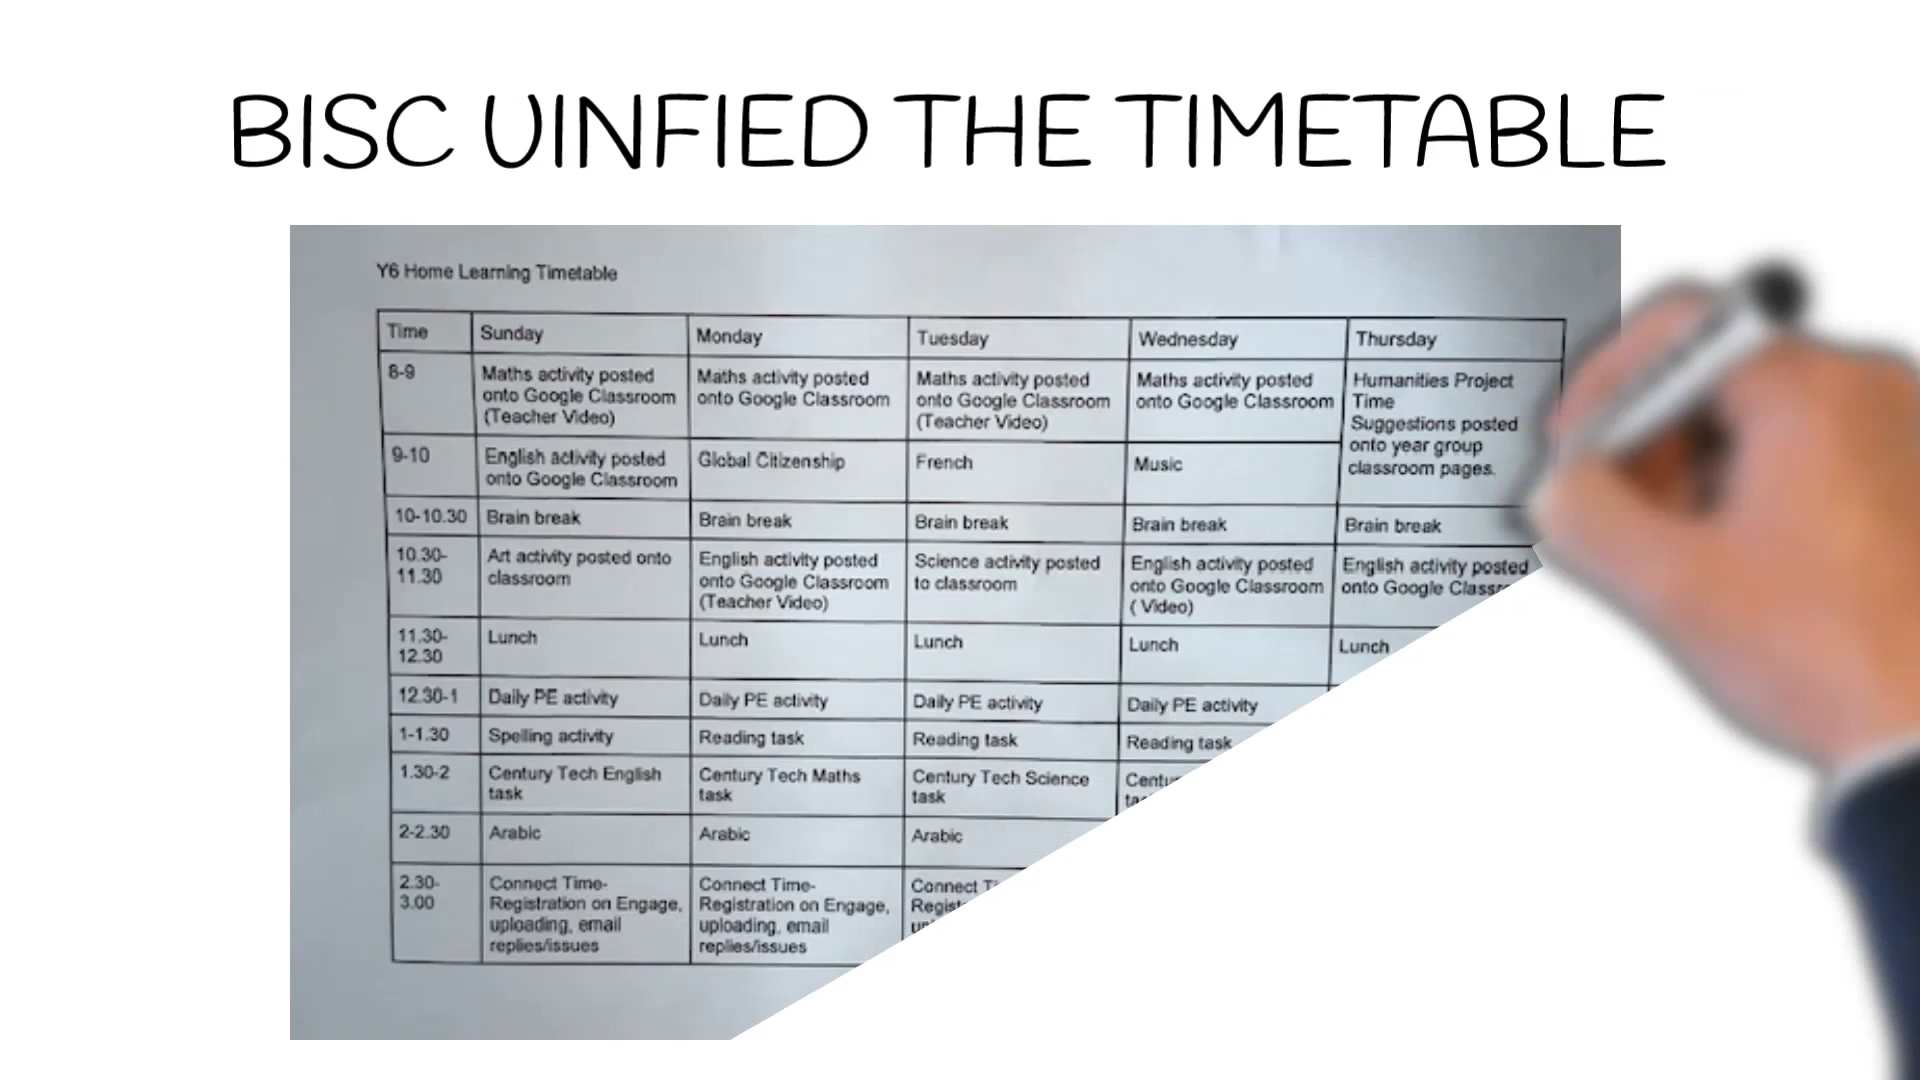 BISC UINFIED THE TIMETABLE
Y6 Home Learning Timetable
Time Sunday Monday Tuesday Wednesday Thursday
8-9
Maths activity posted
onto Google Classroom
(Teacher Video)
Maths activity posted
onto Google Classroom
Maths activity posted
onto Google Classroom
(Teacher Video)
Maths activity posted
onto Google Classroom
Humanities Project
Time
Suggestions posted
onto year group
classroom pages.
9-10
English activity posted
onto Google Classroom
Global Citizenship
French
Music
10-10.30 Brain break Brain break Brain break Brain break Brain break
10.30-
11.30
Art activity posted onto
classroom
English activity posted
onto Google Classroom
(Teacher Video)
Science activity posted
to classroom
English activity posted
onto Google Classroom
( Video)
English activity posted
onto Google
11.30-
12.30
Lunch
Lunch
Lunch
Lunch
Lunch
12.30-1 Daily PE activity Daily PE activity Daily PE activity Daily PE activity
1-1.30 Spelling activity Reading task Reading task Reading task
1.30-2
Century Tech English
task
Century Tech Maths
task
Century Tech Science
task
2-2.30 Arabic Arabic Arabic
2.30-
3.00
Connect Time-
Registration on Engage,
uploading, email
replies/issues
Connect Time-
Registration on Engage,
uploading, email
replies/issues
Connect